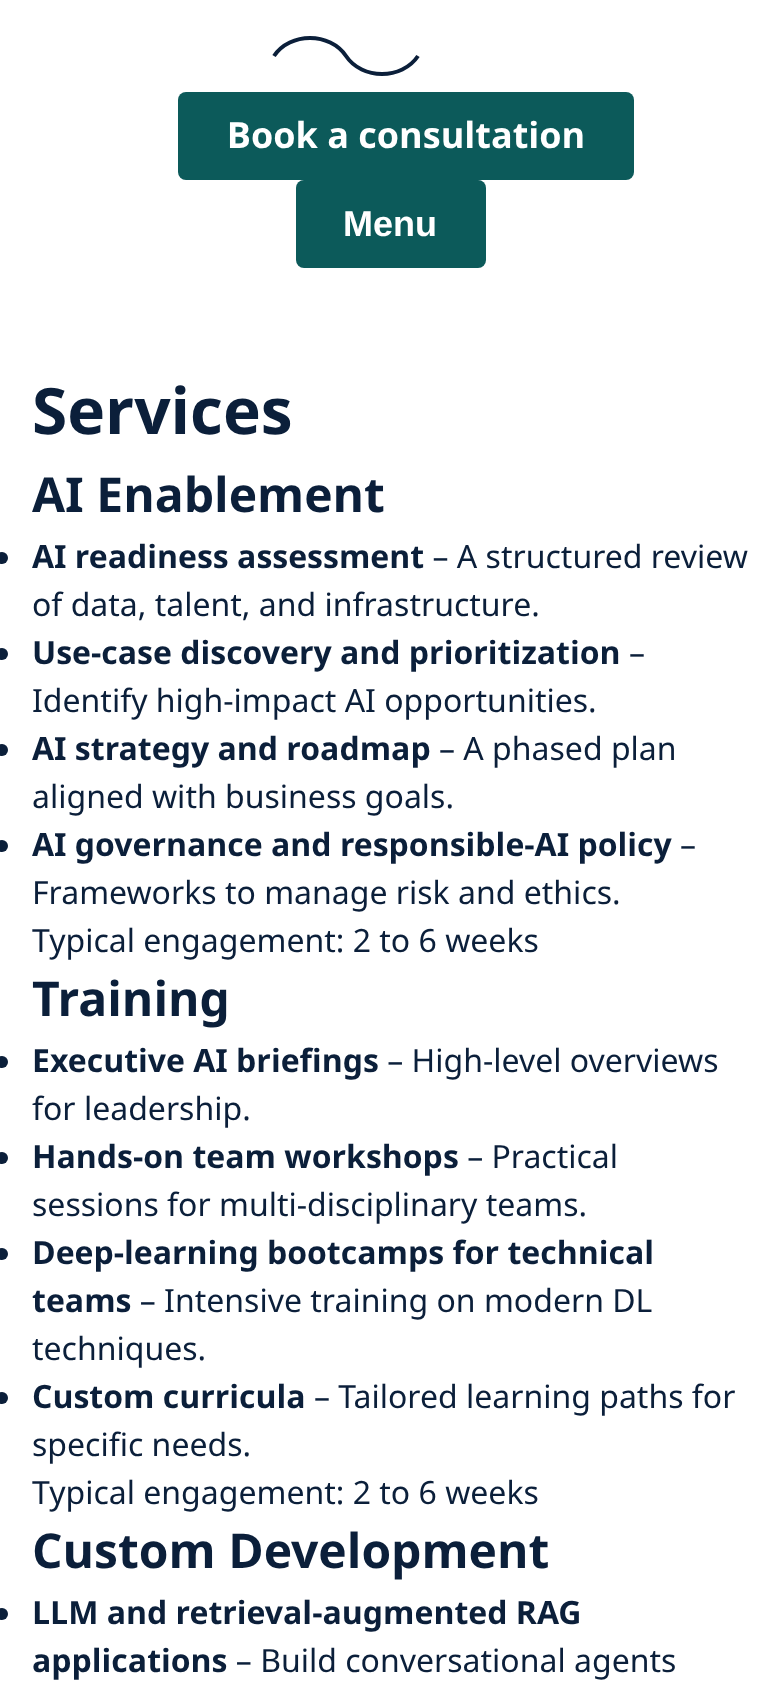 Book a consultation
Menu
Services
AI Enablement
• AI readiness assessment – A structured review
of data, talent, and infrastructure.
• Use-case discovery and prioritization –
Identify high-impact AI opportunities.
• AI strategy and roadmap – A phased plan
aligned with business goals.
• AI governance and responsible-AI policy –
Frameworks to manage risk and ethics.
Typical engagement: 2 to 6 weeks
Training
• Executive AI briefings – High-level overviews
for leadership.
• Hands-on team workshops – Practical
sessions for multi-disciplinary teams.
• Deep-learning bootcamps for technical
teams – Intensive training on modern DL
techniques.
• Custom curricula – Tailored learning paths for
specific needs.
Typical engagement: 2 to 6 weeks
Custom Development
• LLM and retrieval-augmented RAG
applications – Build conversational agents